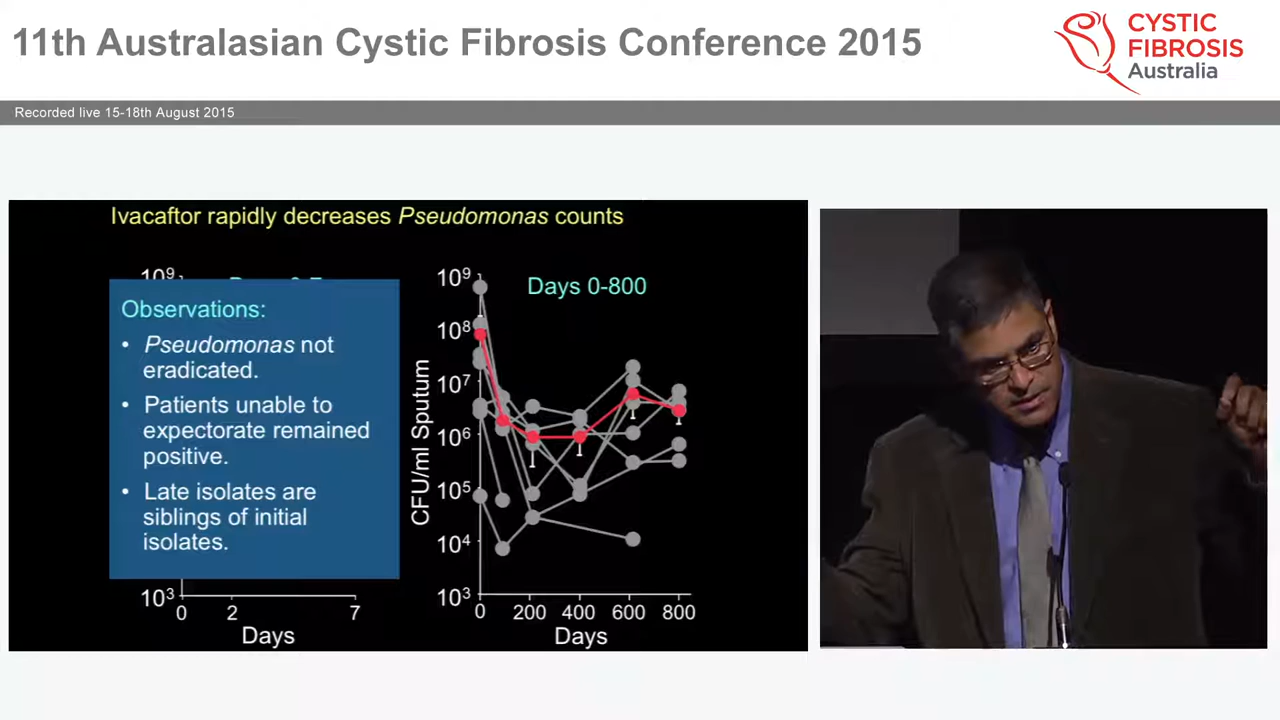 11th Australasian Cystic Fibrosis Conference 2015
CYSTIC
FIBROSIS
Australia
Recorded live 15-18th August 2015
Ivacaftor rapidly decreases Pseudomonas counts
10⁹
Observations:
• Pseudomonas not
eradicated.
• Patients unable to
expectorate remained
positive.
• Late isolates are
siblings of initial
isolates.
10³
0 2 7
Days
Days 0-800
CFU/ml Sputum
10⁹
10⁸
10⁷
10⁶
10⁵
10⁴
10³
0 200 400 600 800
Days